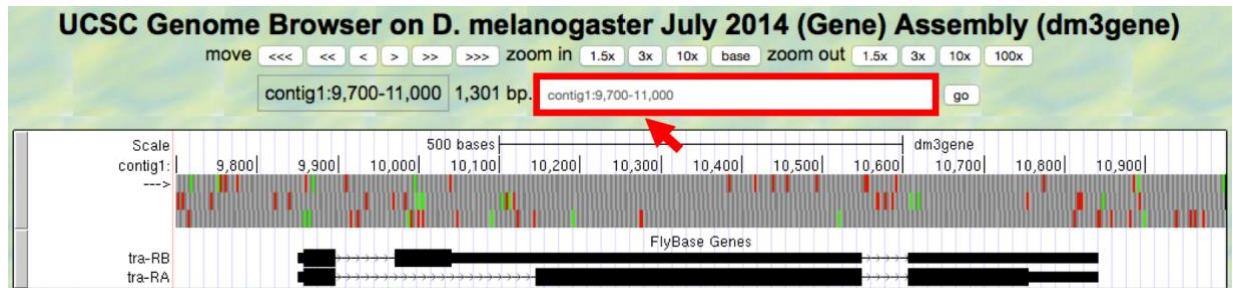 UCSC Genome Browser on D. melanogaster July 2014 (Gene) Assembly (dm3gene)
move <<< << < > >> >>> zoom in 1.5x 3x 10x base zoom out 1.5x 3x 10x 100x
contig1:9,700-11,000 1,301 bp. contig1:9,700-11,000 go
Scale 500 bases dm3gene
contig1: 9,800 9,900 10,000 10,100 10,200 10,300 10,400 10,500 10,600 10,700 10,800 10,900
--->
FlyBase Genes
tra-RB
tra-RA